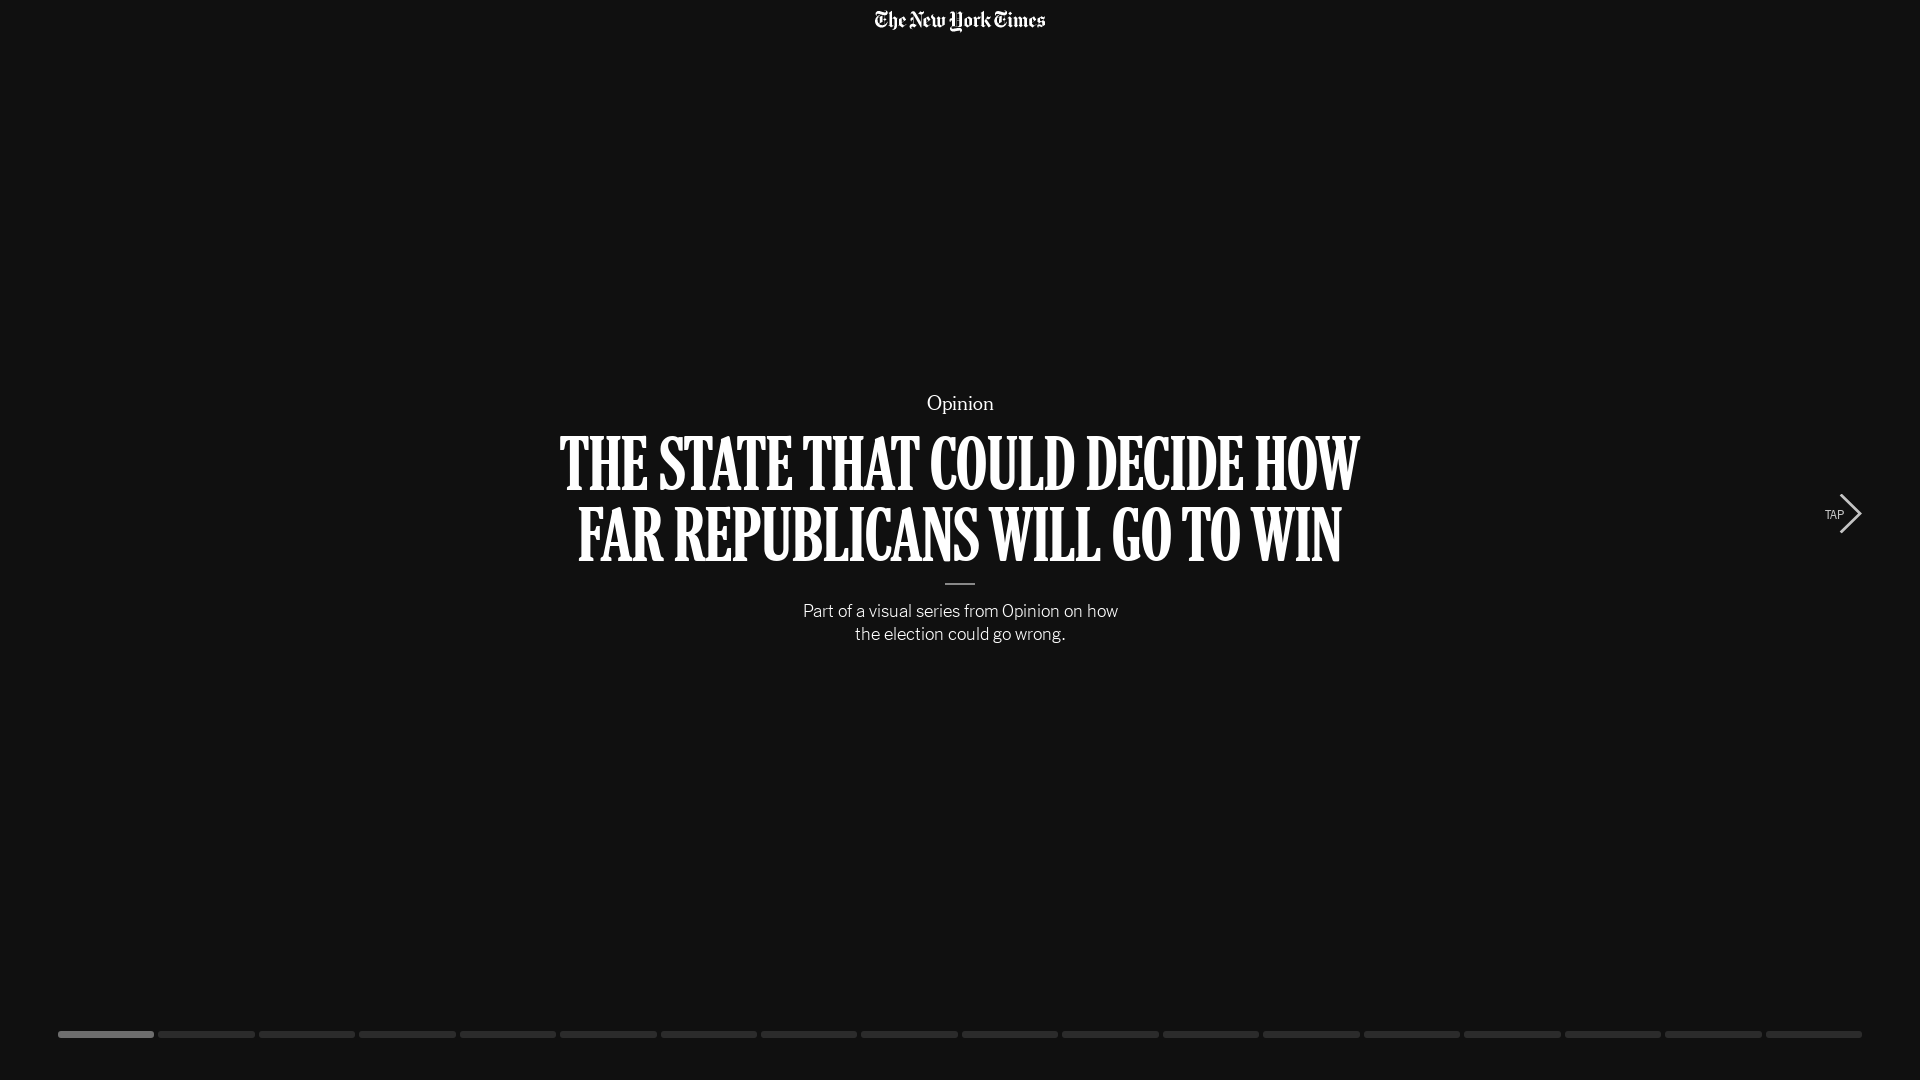 The New York Times
Opinion
THE STATE THAT COULD DECIDE HOW
FAR REPUBLICANS WILL GO TO WIN
TAP
Part of a visual series from Opinion on how
the election could go wrong.